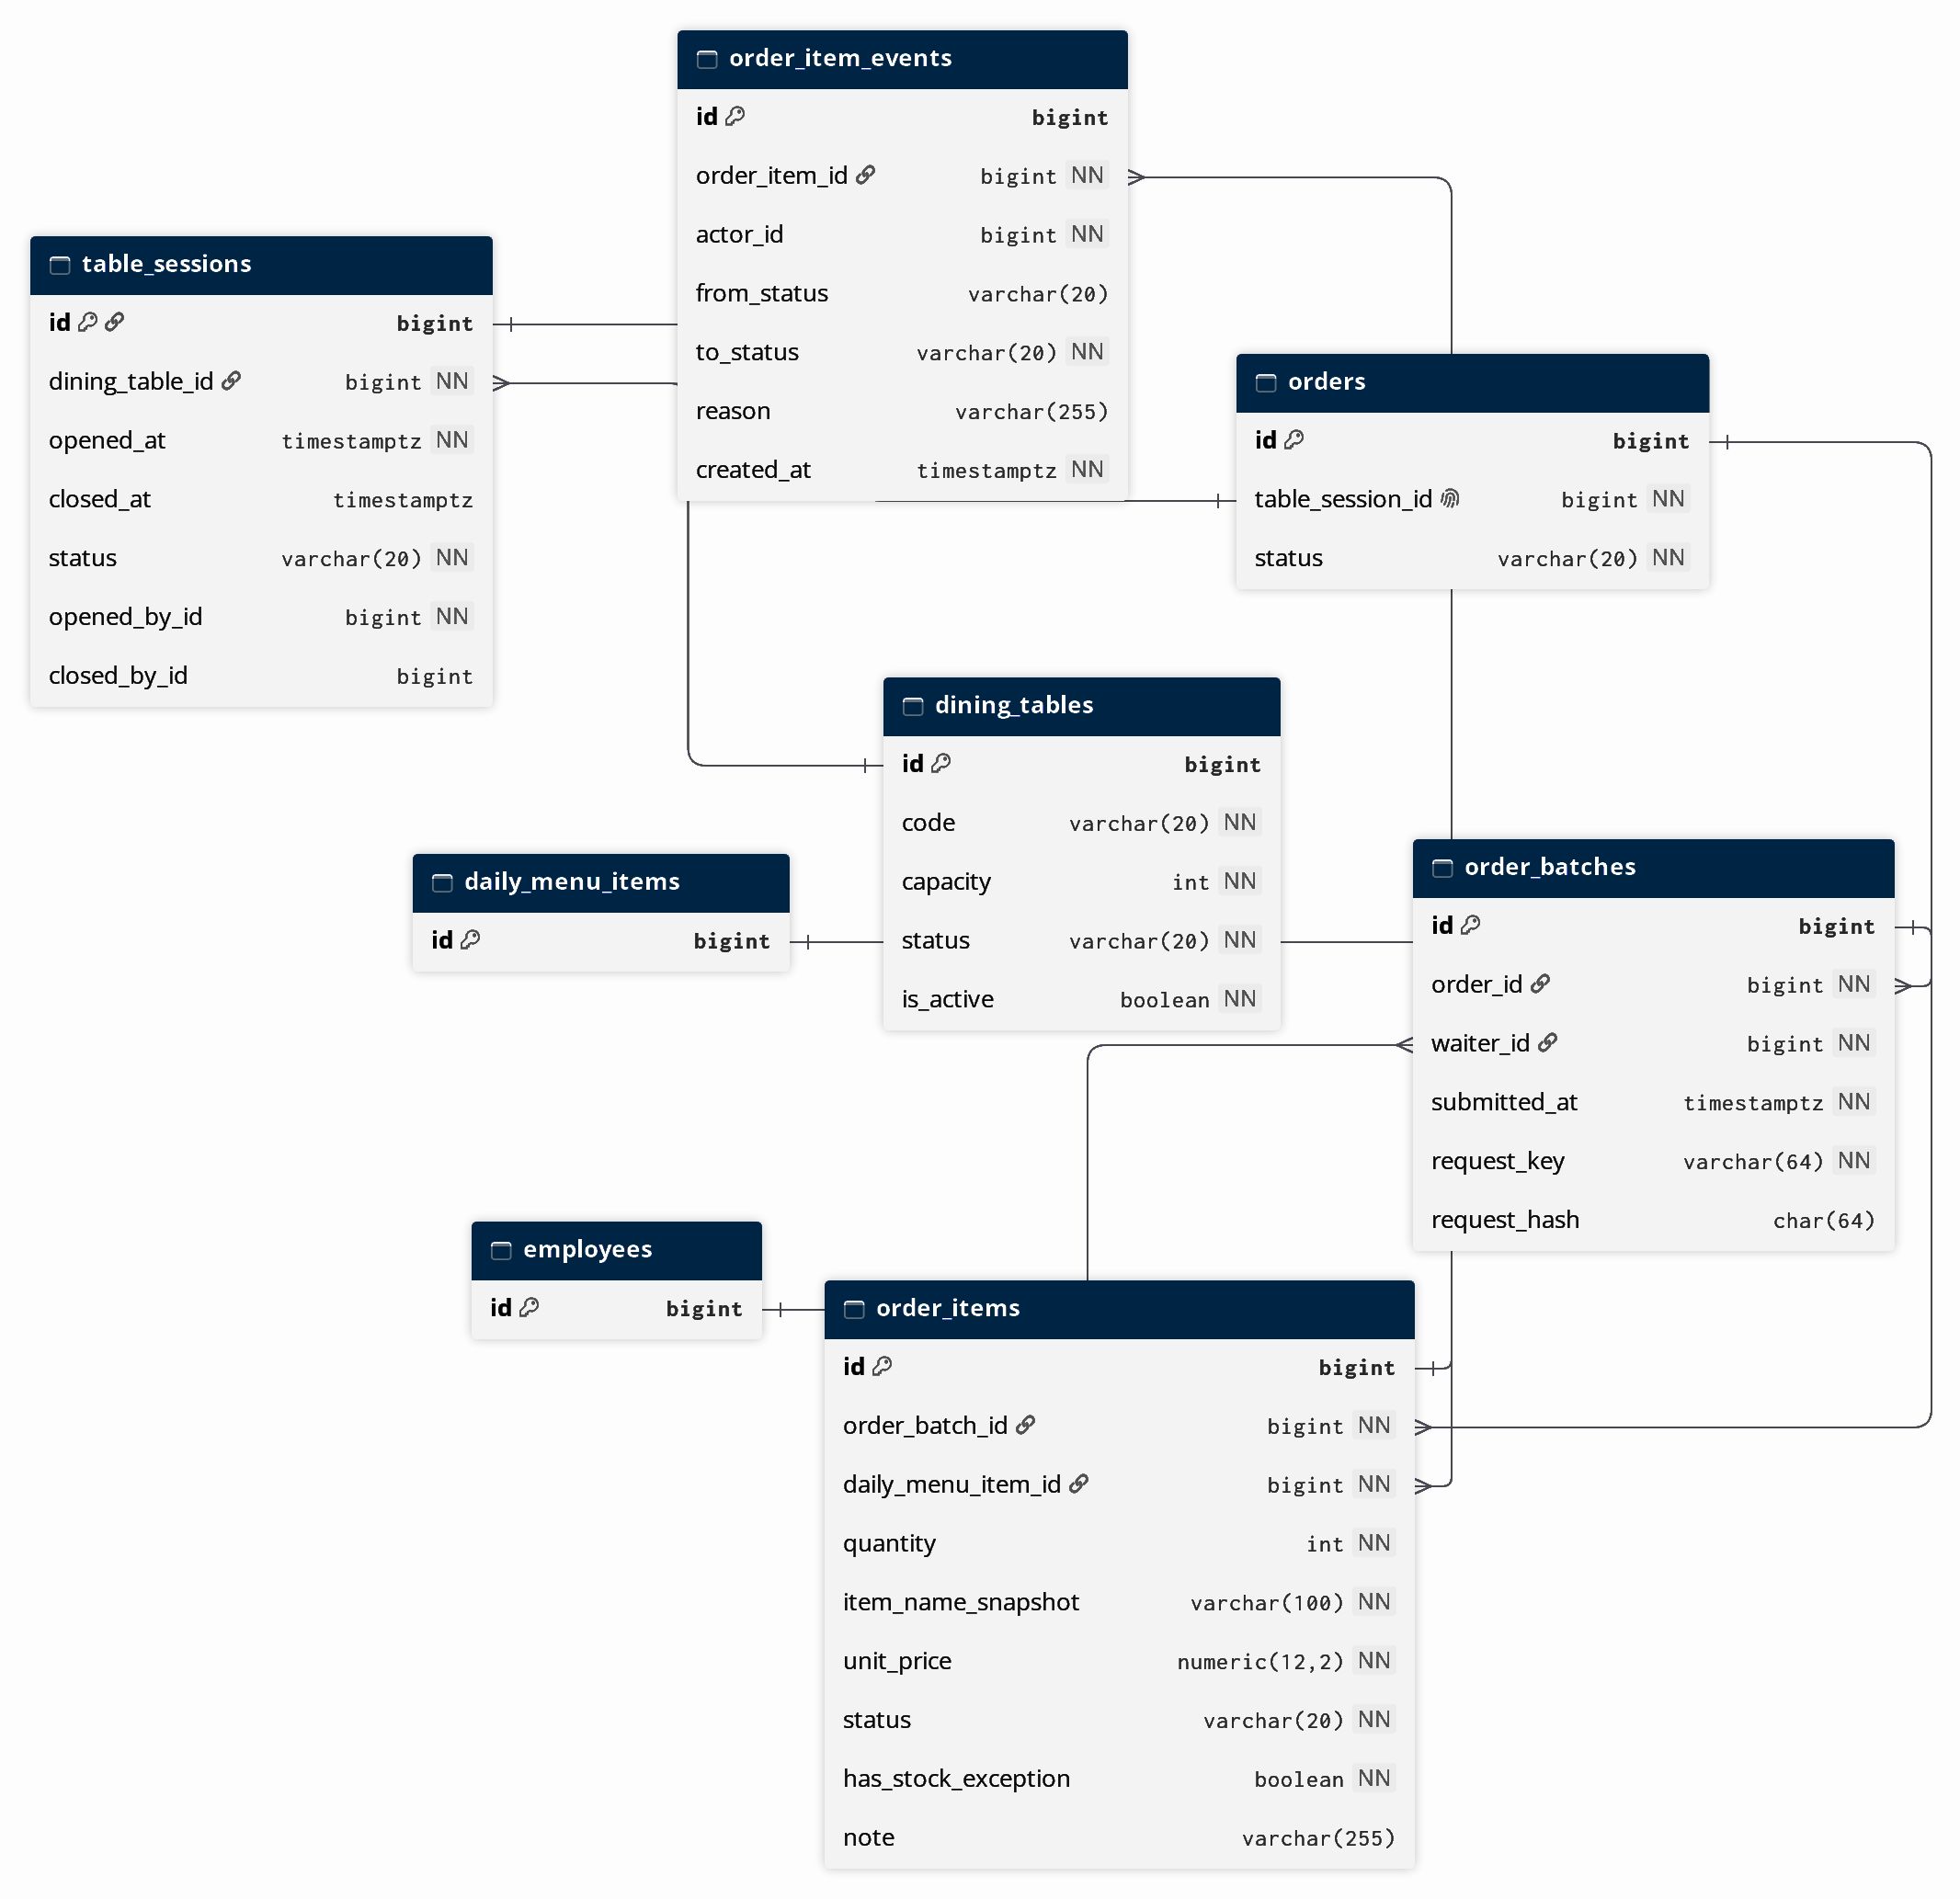 order_item_events
id bigint
order_item_id bigint NN
actor_id bigint NN
from_status varchar(20)
to_status varchar(20) NN
reason varchar(255)
created_at timestamptz NN
table_sessions
id bigint
dining_table_id bigint NN
opened_at timestamptz NN
closed_at timestamptz
status varchar(20) NN
opened_by_id bigint NN
closed_by_id bigint
orders
id bigint
table_session_id bigint NN
status varchar(20) NN
dining_tables
id bigint
code varchar(20) NN
capacity int NN
status varchar(20) NN
is_active boolean NN
daily_menu_items
id bigint
order_batches
id bigint
order_id bigint NN
waiter_id bigint NN
submitted_at timestamptz NN
request_key varchar(64) NN
request_hash char(64)
employees
id bigint
order_items
id bigint
order_batch_id bigint NN
daily_menu_item_id bigint NN
quantity int NN
item_name_snapshot varchar(100) NN
unit_price numeric(12,2) NN
status varchar(20) NN
has_stock_exception boolean NN
note varchar(255)